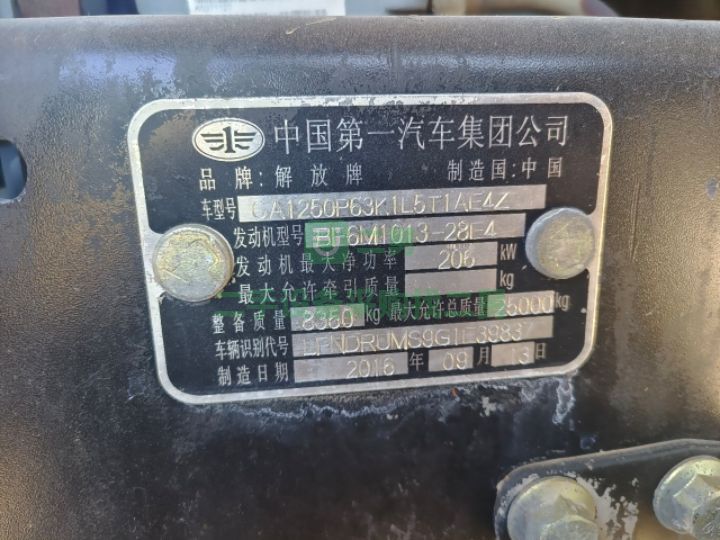 中国第一汽车集团公司
品牌:解放牌 制造国:中国
车型号 CA1250P63K1L5T1AE4Z
发动机型号 BF6M1013-28E4
发动机最大净功率 206 kW
最大允许牵引质量 kg
整备质量 8360 kg 最大允许总质量 25000 kg
车辆识别代号
制造日期 2016 年 09 月 13 日